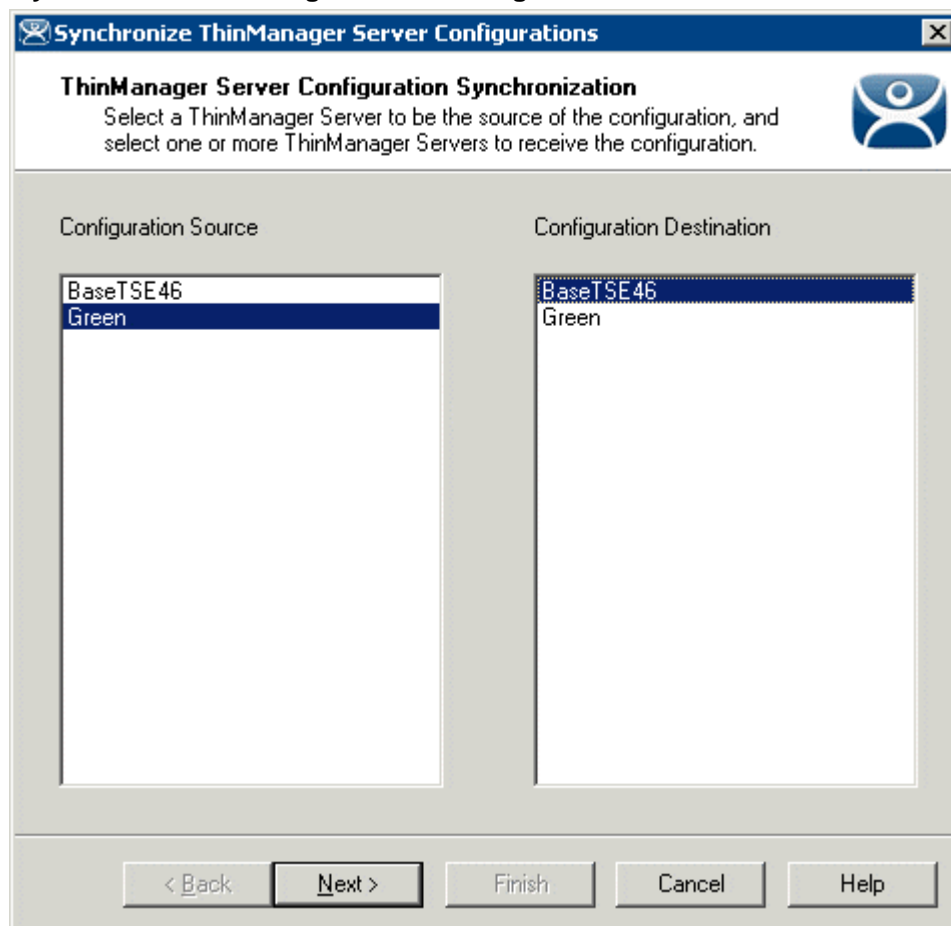 Synchronize ThinManager Server Configurations
ThinManager Server Configuration Synchronization
Select a ThinManager Server to be the source of the configuration, and
select one or more ThinManager Servers to receive the configuration.
Configuration Source
Configuration Destination
BaseTSE46
Green
BaseTSE46
Green
< Back
Next >
Finish
Cancel
Help